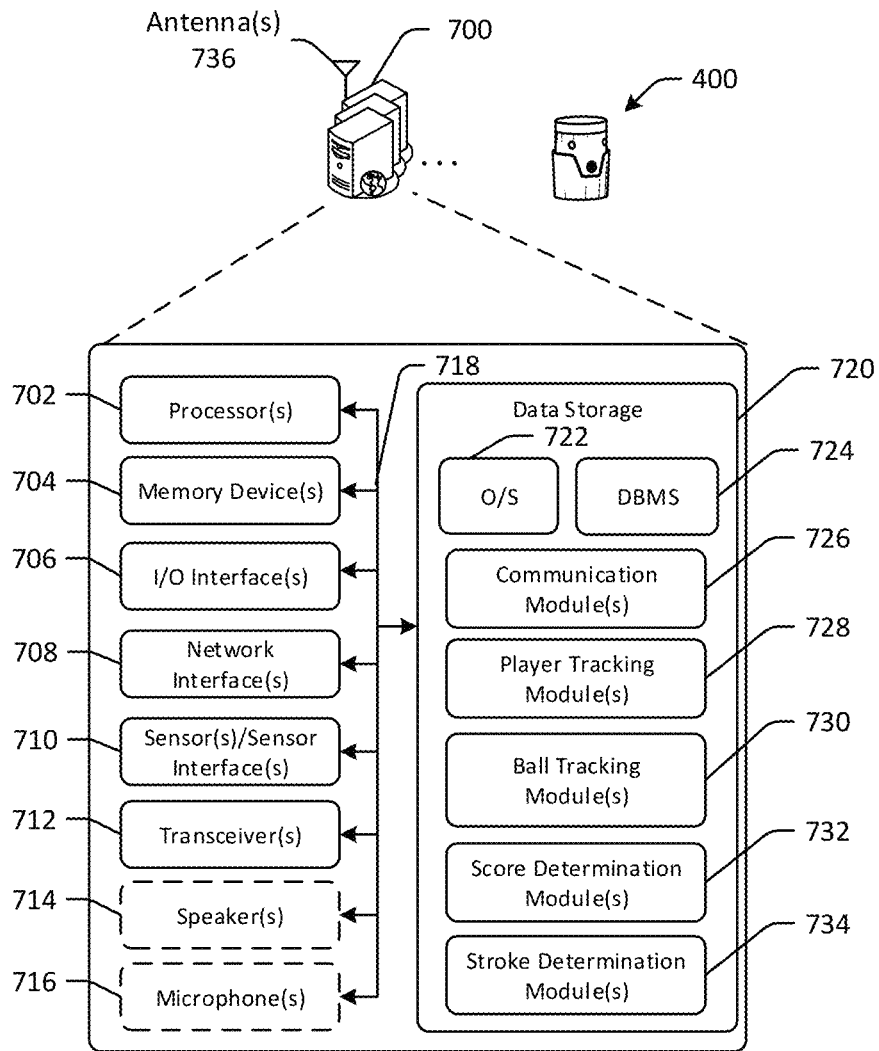 Antenna(s)
736
700
400
718
702
Processor(s)
704
Memory Device(s)
706
I/O Interface(s)
708
Network
Interface(s)
710
Sensor(s)/Sensor
Interface(s)
712
Transceiver(s)
714
Speaker(s)
716
Microphone(s)
720
Data Storage
722
O/S
724
DBMS
726
Communication
Module(s)
728
Player Tracking
Module(s)
730
Ball Tracking
Module(s)
732
Score Determination
Module(s)
734
Stroke Determination
Module(s)